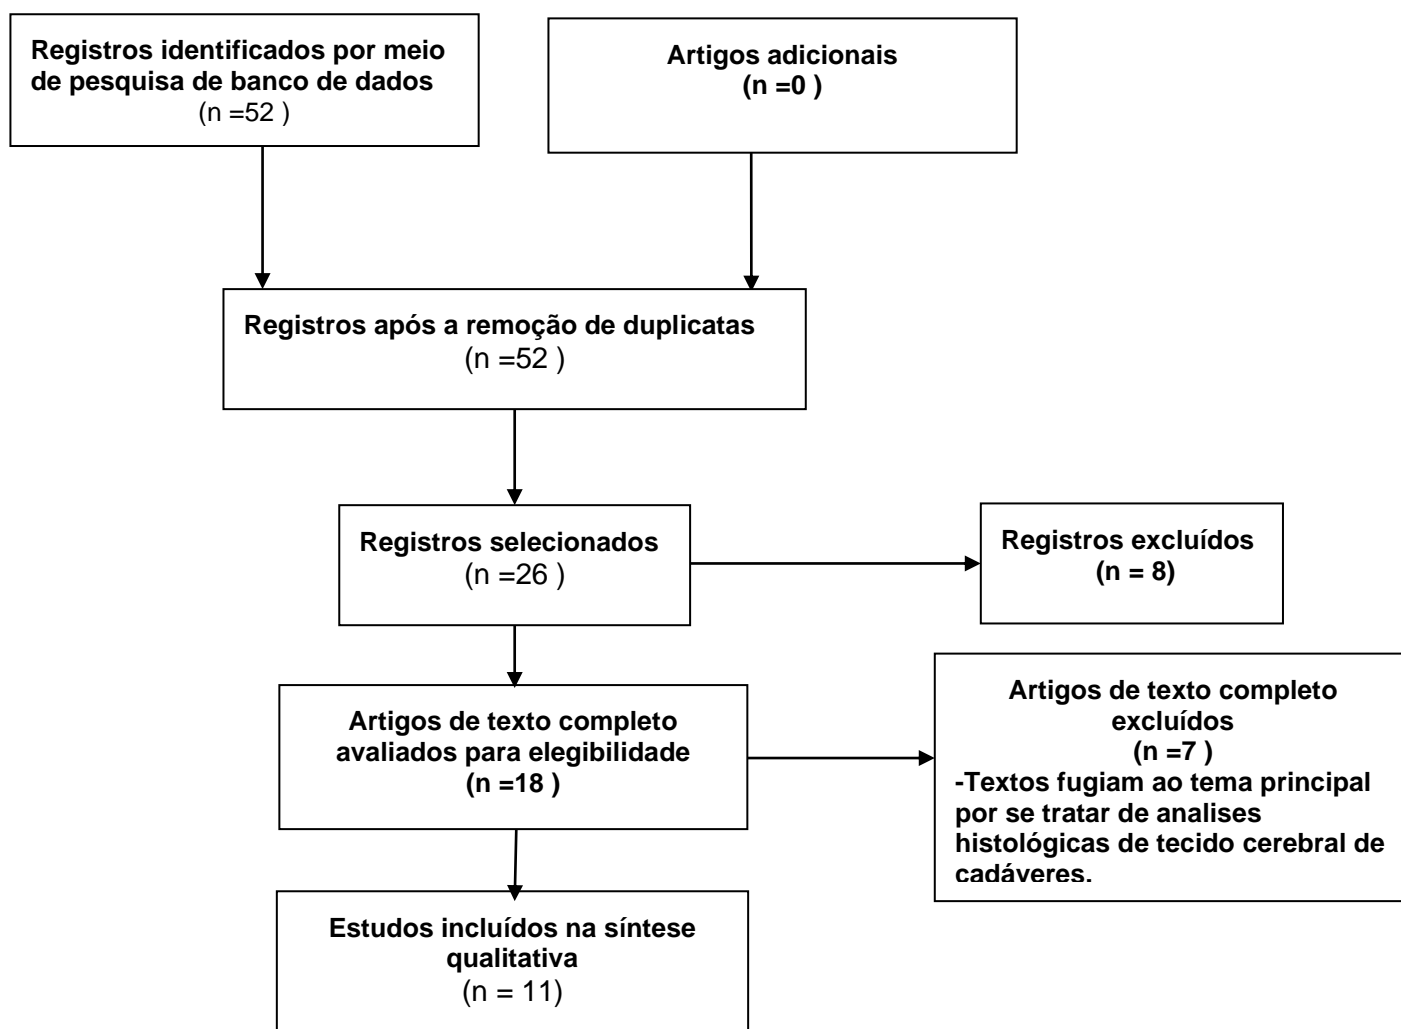 Registros identificados por meio
de pesquisa de banco de dados
(n =52 )
Artigos adicionais
(n =0 )
Registros após a remoção de duplicatas
(n =52 )
Registros selecionados
(n =26 )
Registros excluídos
(n = 8)
Artigos de texto completo
avaliados para elegibilidade
(n =18 )
Artigos de texto completo
excluídos
(n =7 )
-Textos fugiam ao tema principal
por se tratar de analises
histológicas de tecido cerebral de
cadáveres.
Estudos incluídos na síntese
qualitativa
(n = 11)